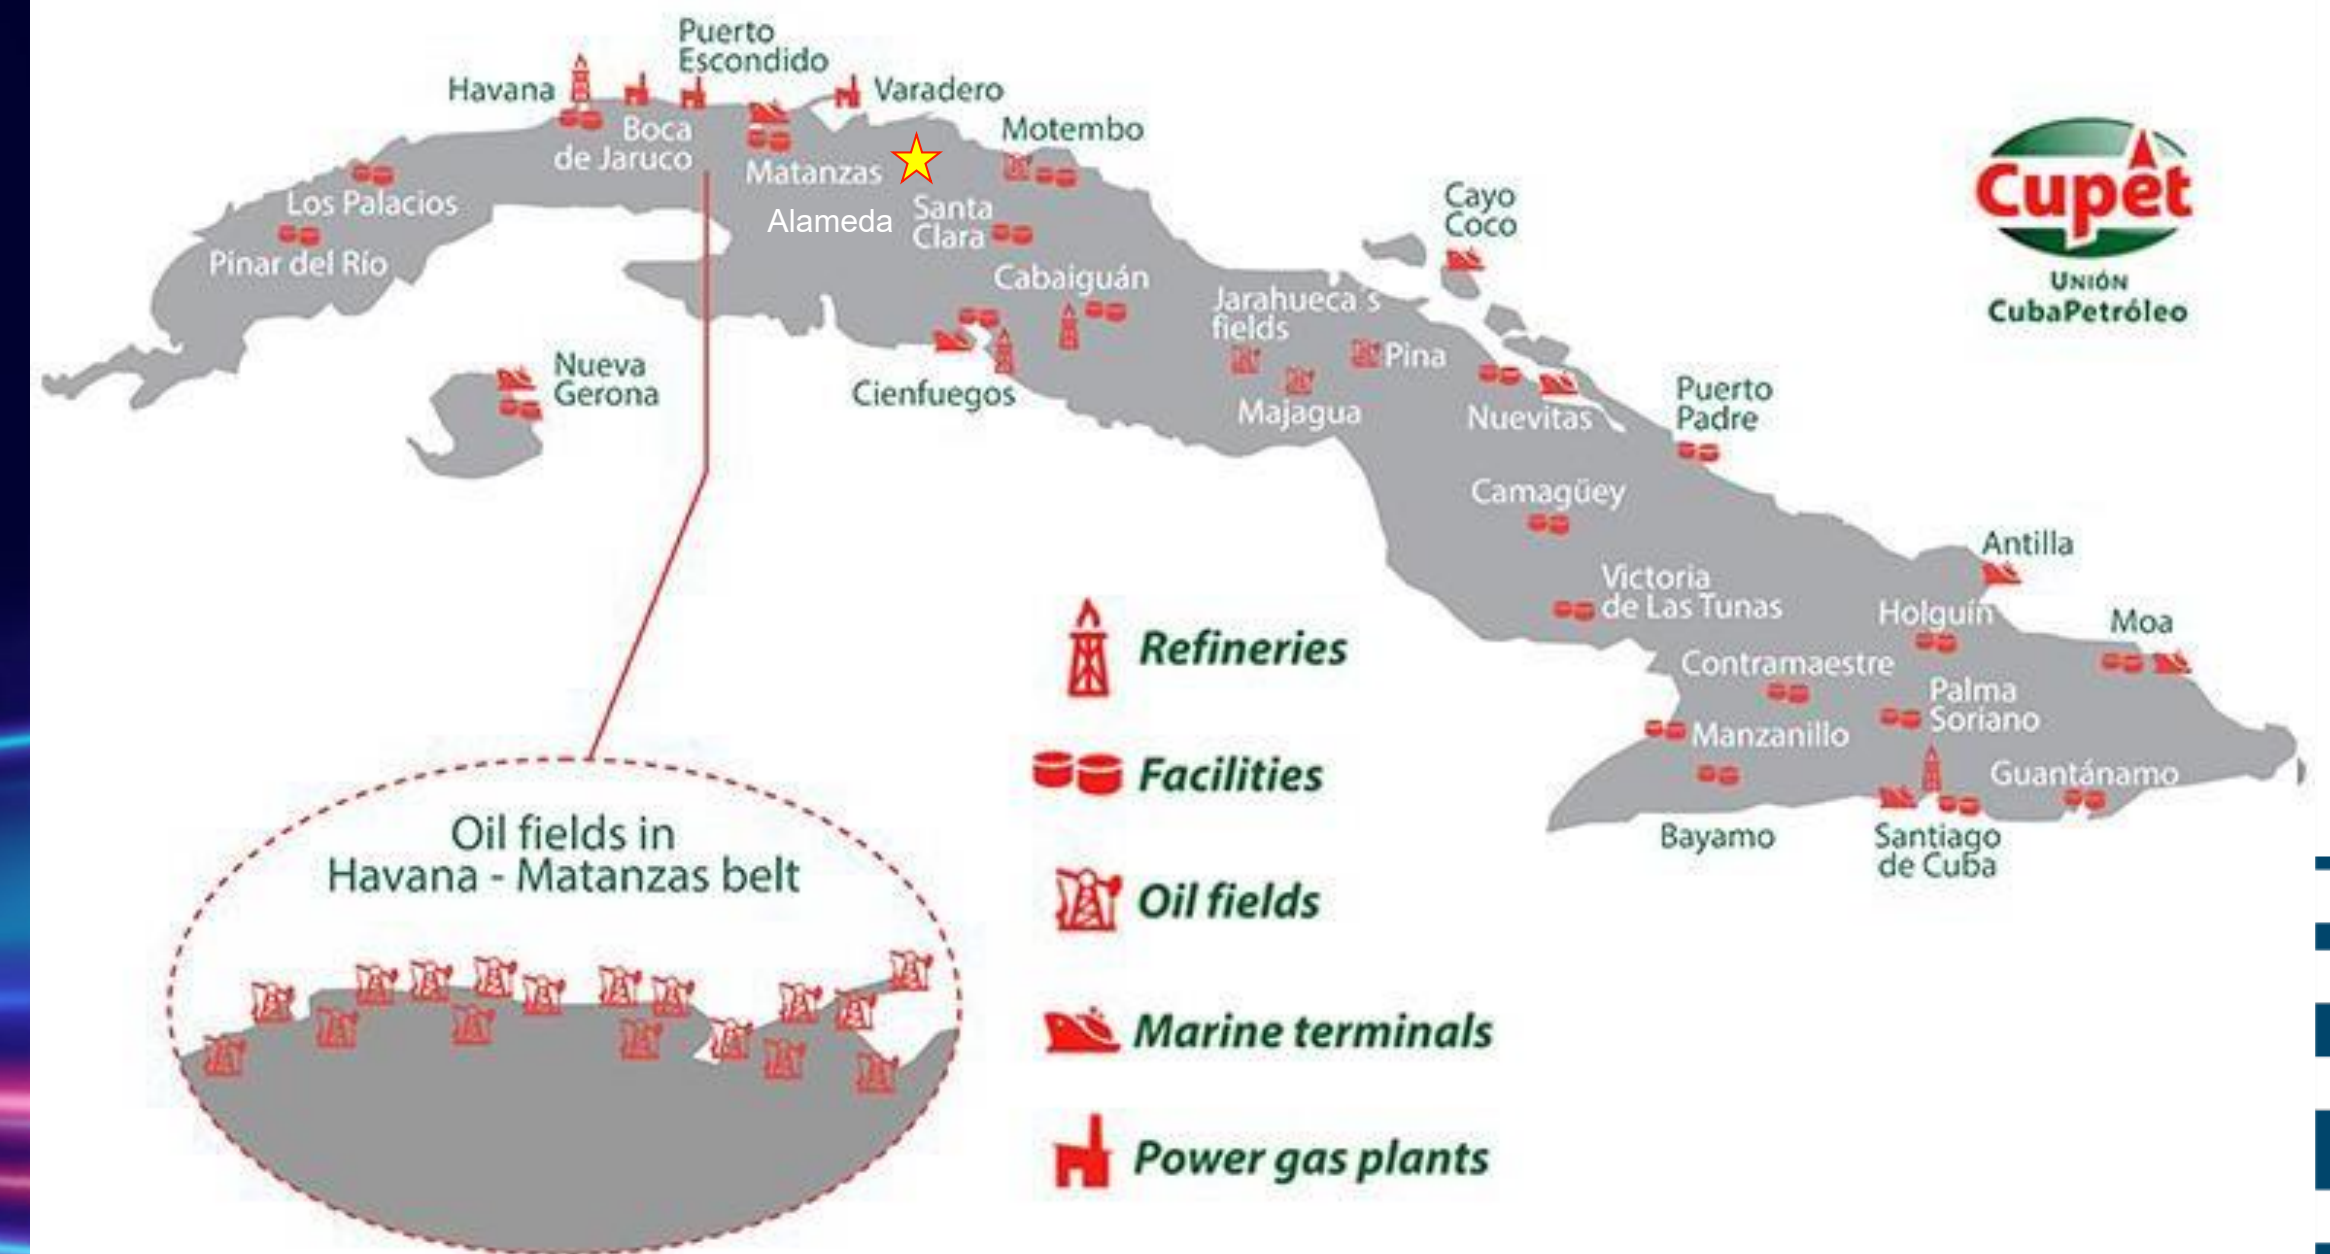 Puerto
Escondido
Havana
Varadero
Boca
de Jaruco
Motembo
Matanzas
Los Palacios
Alameda
Santa
Clara
Pinar del Río
Cabaiguán
Cayo
Coco
Cupet
UNIÓN
CubaPetróleo
Jarahueca´s
fields
Pina
Nueva
Gerona
Cienfuegos
Majagua
Nuevitas
Puerto
Padre
Camagüey
Antilla
Victoria
de Las Tunas
Holguín
Moa
Contramaestre
Palma
Soriano
Manzanillo
Guantánamo
Bayamo
Santiago
de Cuba
Refineries
Facilities
Oil fields
Marine terminals
Power gas plants
Oil fields in
Havana - Matanzas belt